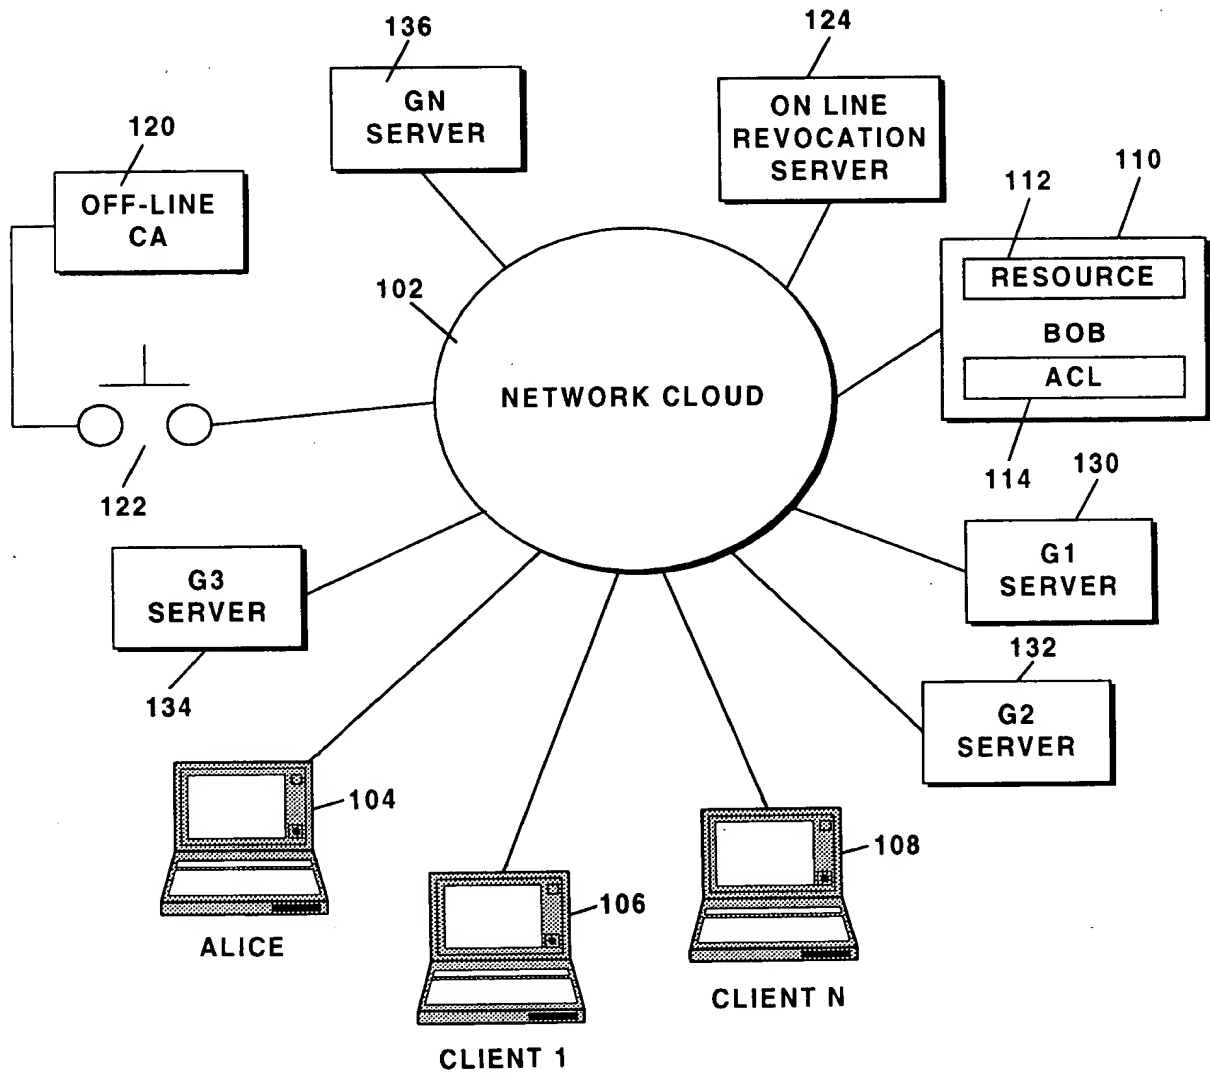 136
124
GN
SERVER
ON LINE
REVOCATION
SERVER
120
112
110
OFF-LINE
CA
RESOURCE
BOB
ACL
102
NETWORK CLOUD
122
114
130
G3
SERVER
G1
SERVER
134
132
G2
SERVER
104
108
106
ALICE
CLIENT N
CLIENT 1